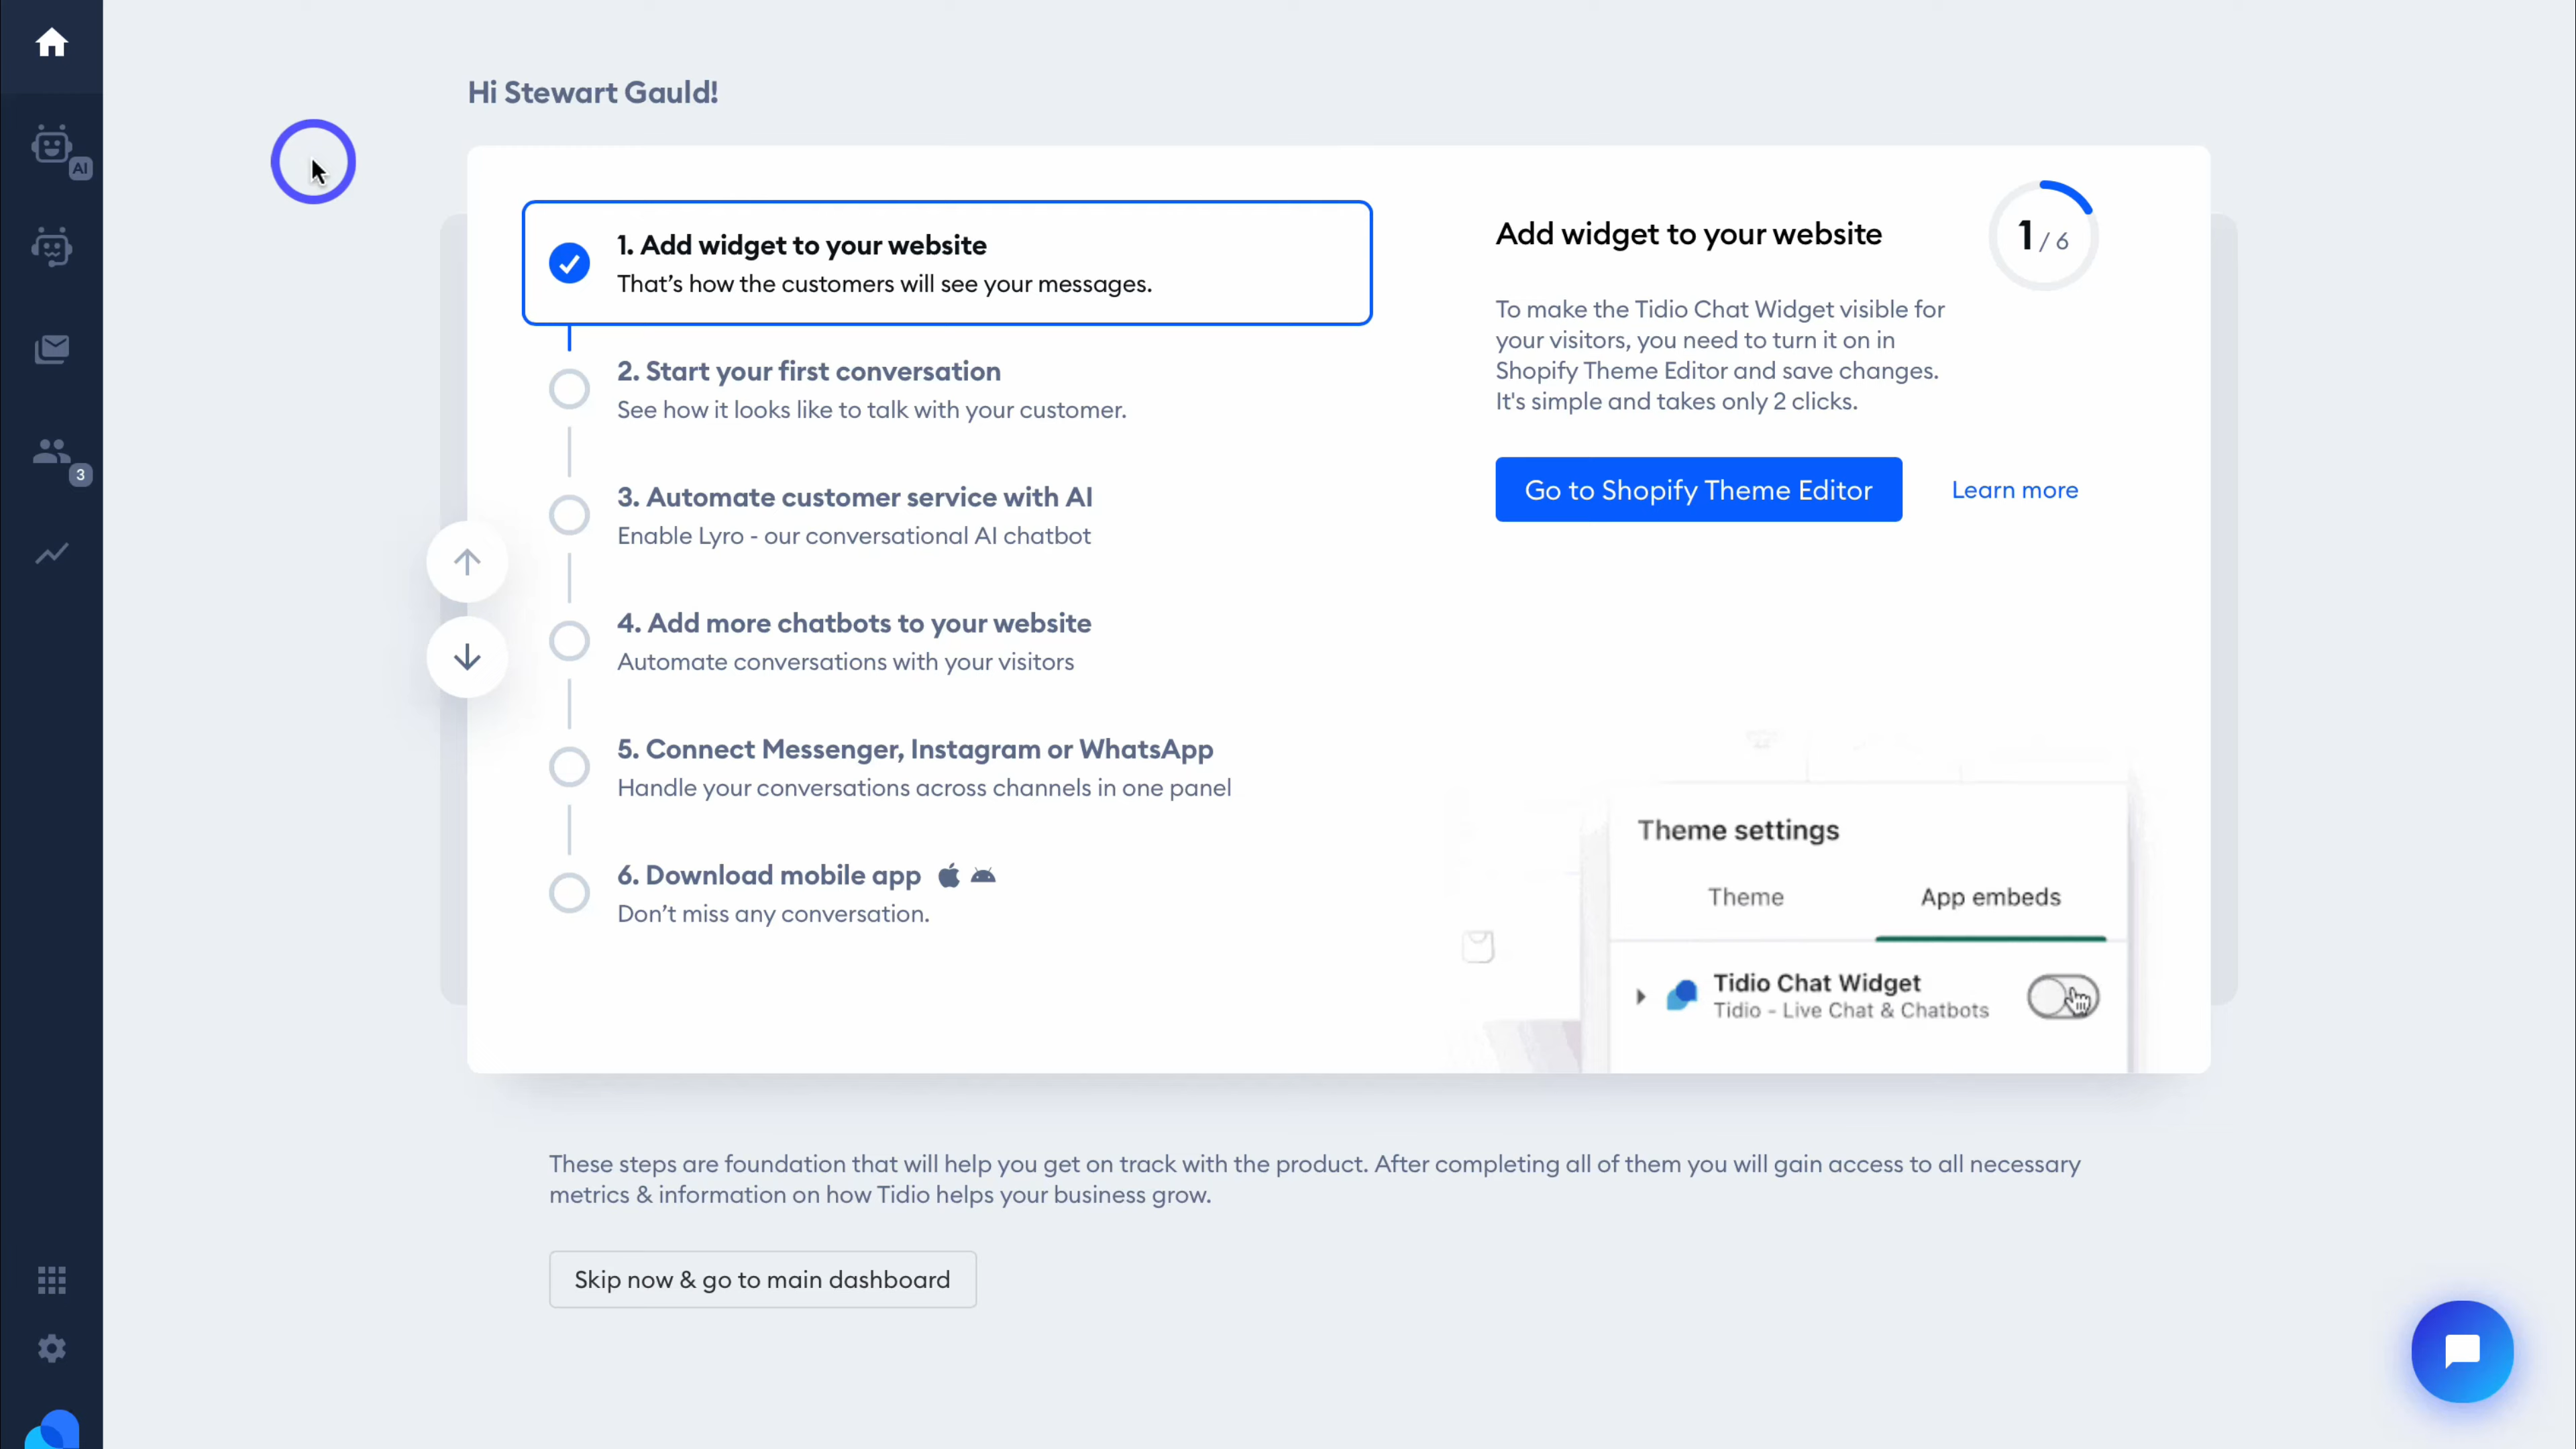 Hi Stewart Gauld!
AI
3
1. Add widget to your website
That's how the customers will see your messages.
2. Start your first conversation
See how it looks like to talk with your customer.
3. Automate customer service with AI
Enable Lyro - our conversational AI chatbot
4. Add more chatbots to your website
Automate conversations with your visitors
5. Connect Messenger, Instagram or WhatsApp
Handle your conversations across channels in one panel
6. Download mobile app
Don't miss any conversation.
Add widget to your website
1 / 6
To make the Tidio Chat Widget visible for
your visitors, you need to turn it on in
Shopify Theme Editor and save changes.
It's simple and takes only 2 clicks.
Go to Shopify Theme Editor
Learn more
Theme settings
Theme
App embeds
Tidio Chat Widget
Tidio - Live Chat & Chatbots
These steps are foundation that will help you get on track with the product. After completing all of them you will gain access to all necessary
metrics & information on how Tidio helps your business grow.
Skip now & go to main dashboard